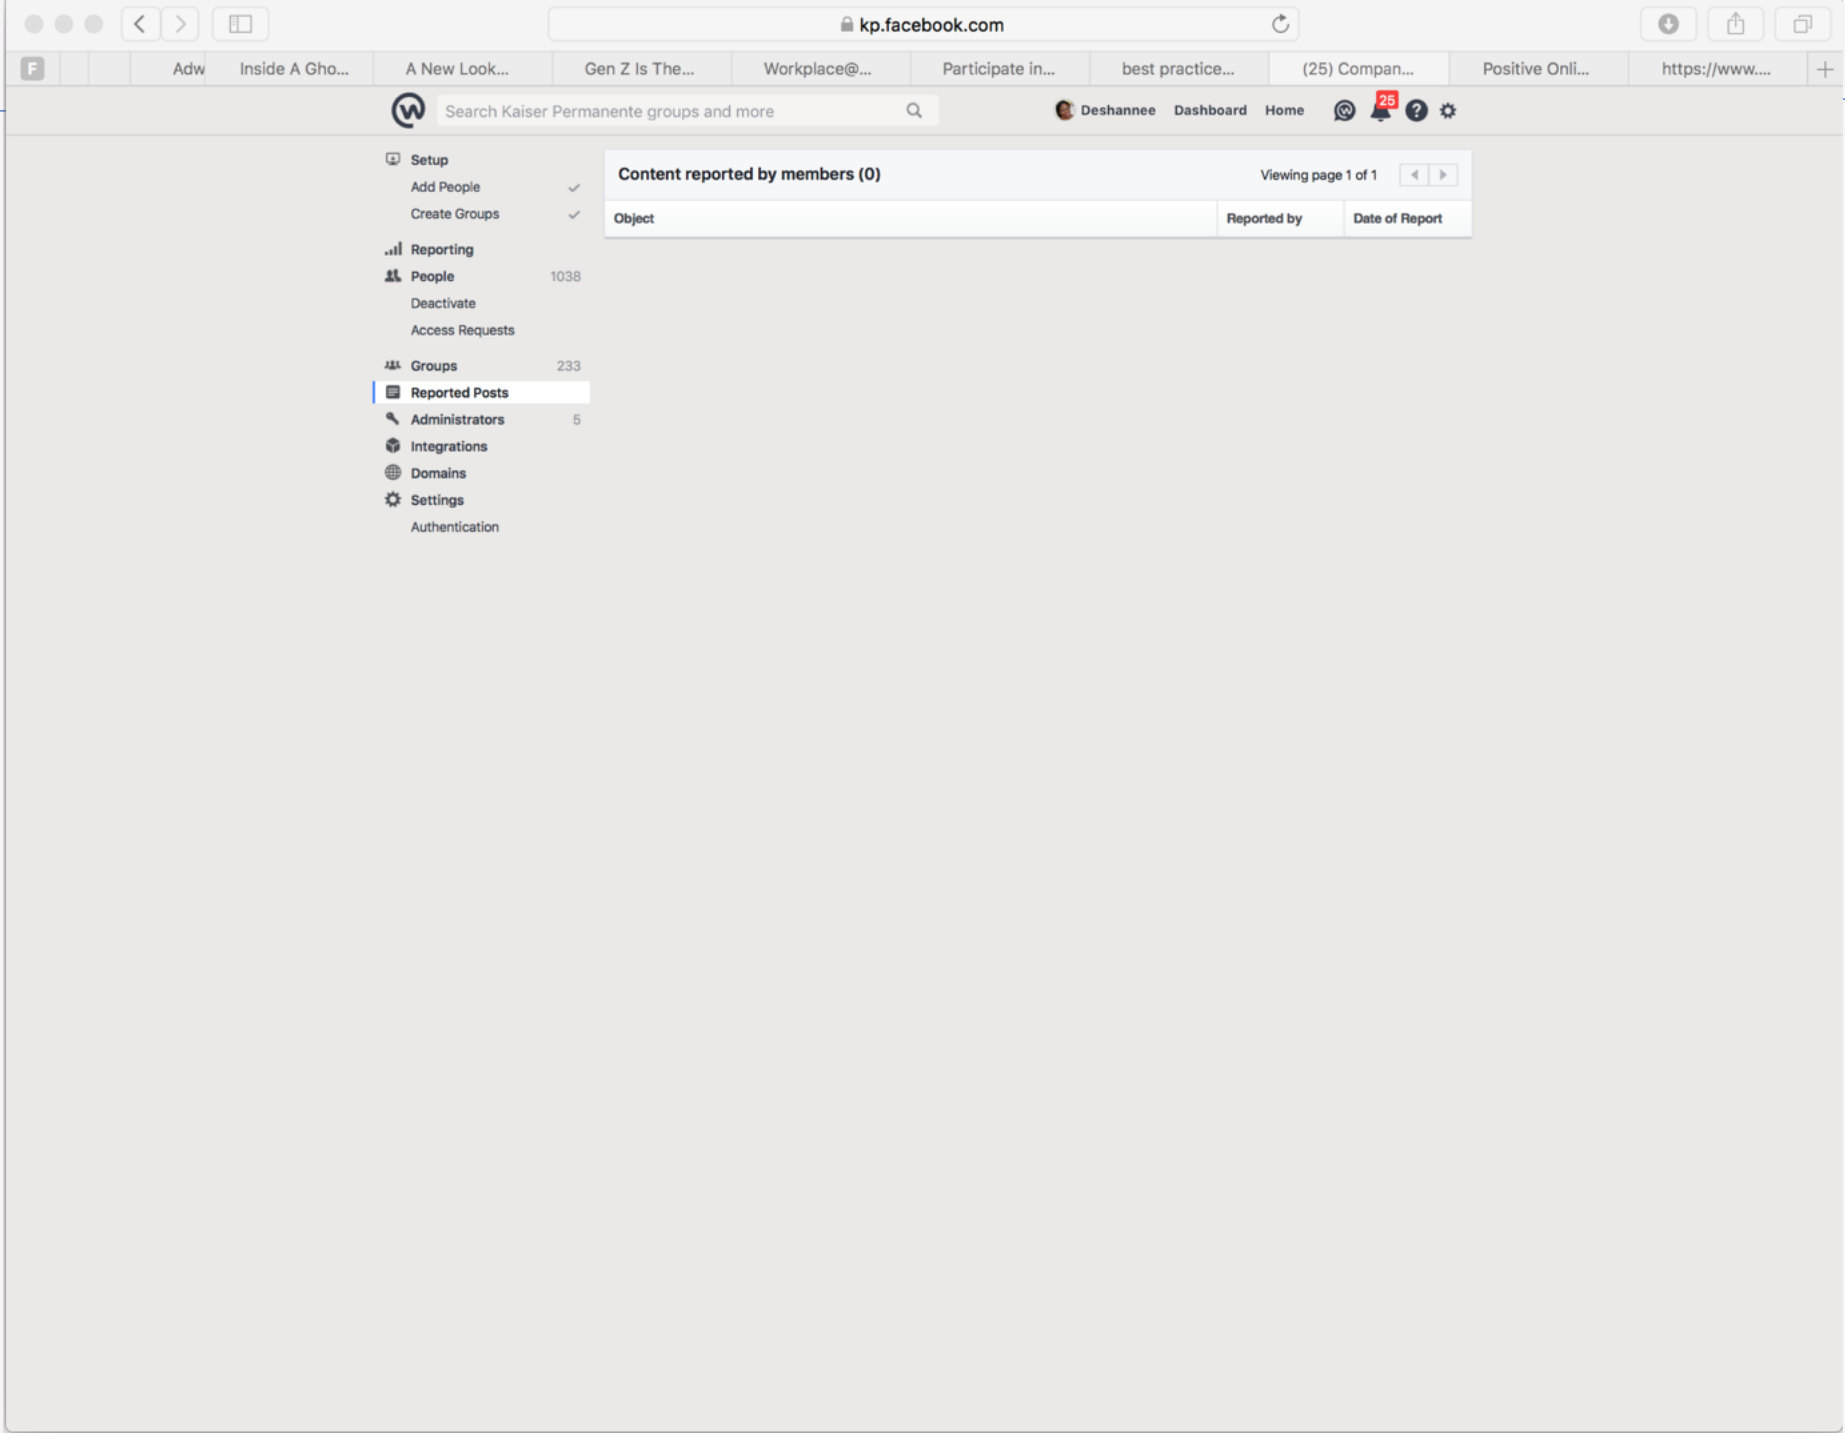 kp.facebook.com
F
Adw
Inside A Gho...
A New Look...
Gen Z Is The...
Workplace@...
Participate in...
best practice...
(25) Compan...
Positive Onli...
https://www....
Search Kaiser Permanente groups and more
Deshannee
Dashboard
Home
25
?
Setup
Add People
Create Groups
Reporting
People 1038
Deactivate
Access Requests
Groups 233
Reported Posts
Administrators 5
Integrations
Domains
Settings
Authentication
Content reported by members (0)
Viewing page 1 of 1
Object
Reported by
Date of Report